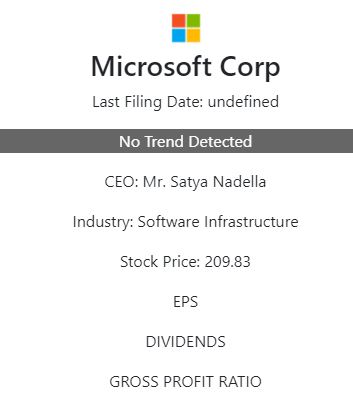 Microsoft Corp
Last Filing Date: undefined
No Trend Detected
CEO: Mr. Satya Nadella
Industry: Software Infrastructure
Stock Price: 209.83
EPS
DIVIDENDS
GROSS PROFIT RATIO